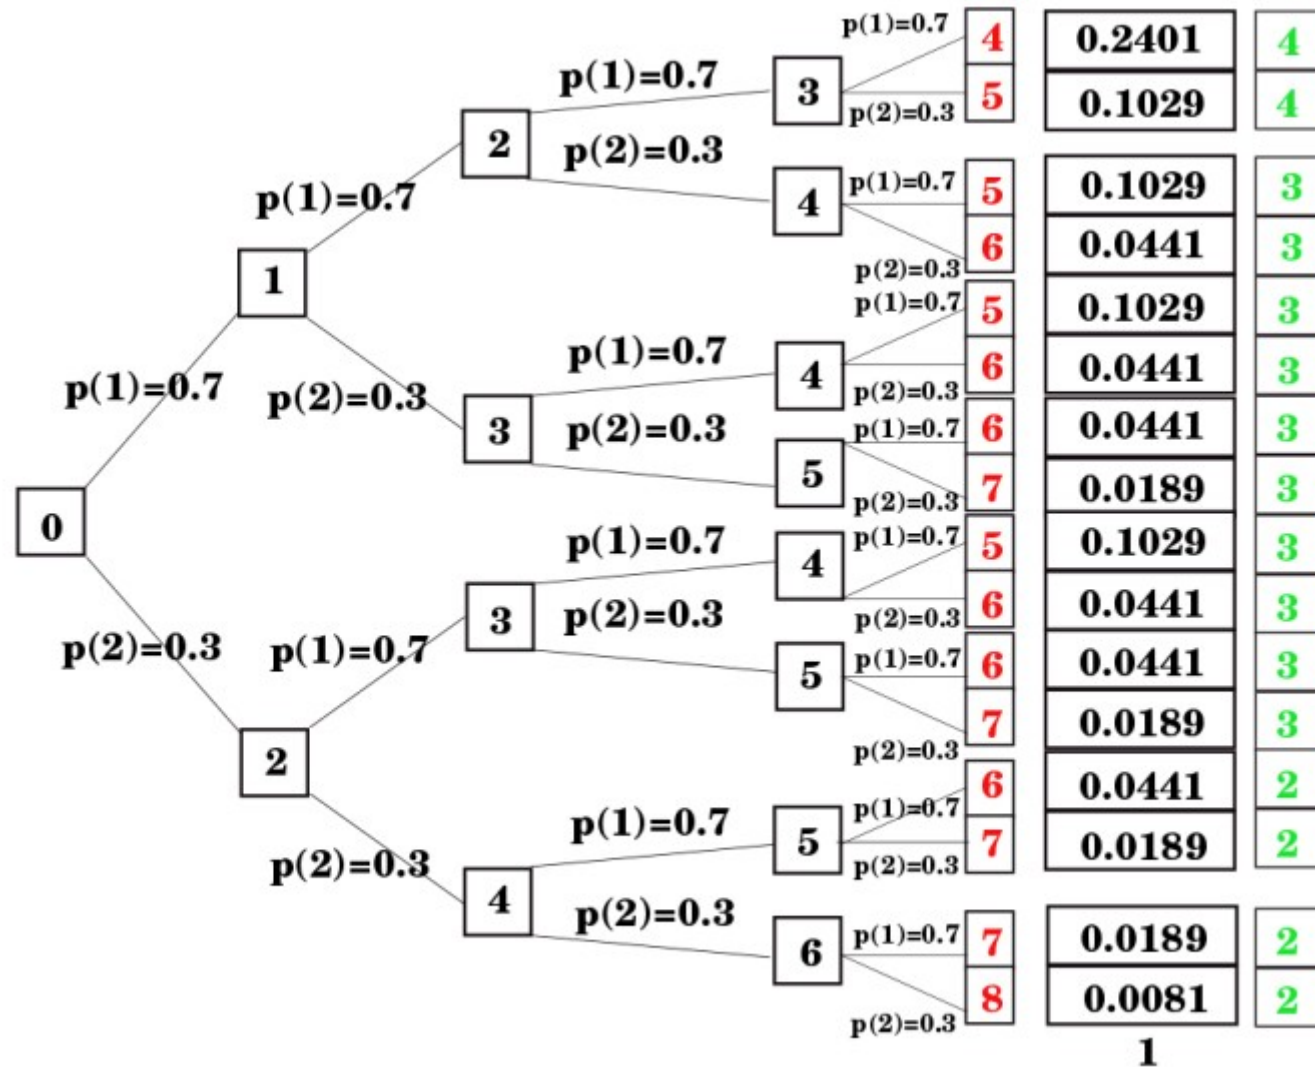 p(1)=0.7 4 0.2401 4
p(1)=0.7 3
2 p(2)=0.3 5 0.1029 4
p(2)=0.3
p(1)=0.7 p(1)=0.7 5 0.1029 3
4
1 p(2)=0.3 6 0.0441 3
p(1)=0.7 5 0.1029 3
p(1)=0.7 p(1)=0.7 4
p(2)=0.3 p(2)=0.3 6 0.0441 3
3 p(2)=0.3 p(1)=0.7 6 0.0441 3
5
p(2)=0.3 7 0.0189 3
0
p(1)=0.7 p(1)=0.7 5 0.1029 3
4
3 p(2)=0.3 p(2)=0.3 6 0.0441 3
p(2)=0.3 p(1)=0.7 p(1)=0.7 6 0.0441 3
5
p(2)=0.3 7 0.0189 3
2 6 0.0441 2
p(1)=0.7 p(1)=0.7
5
p(2)=0.3 p(2)=0.3 7 0.0189 2
4
p(2)=0.3 p(1)=0.7 7 0.0189 2
6
p(2)=0.3 8 0.0081 2
1